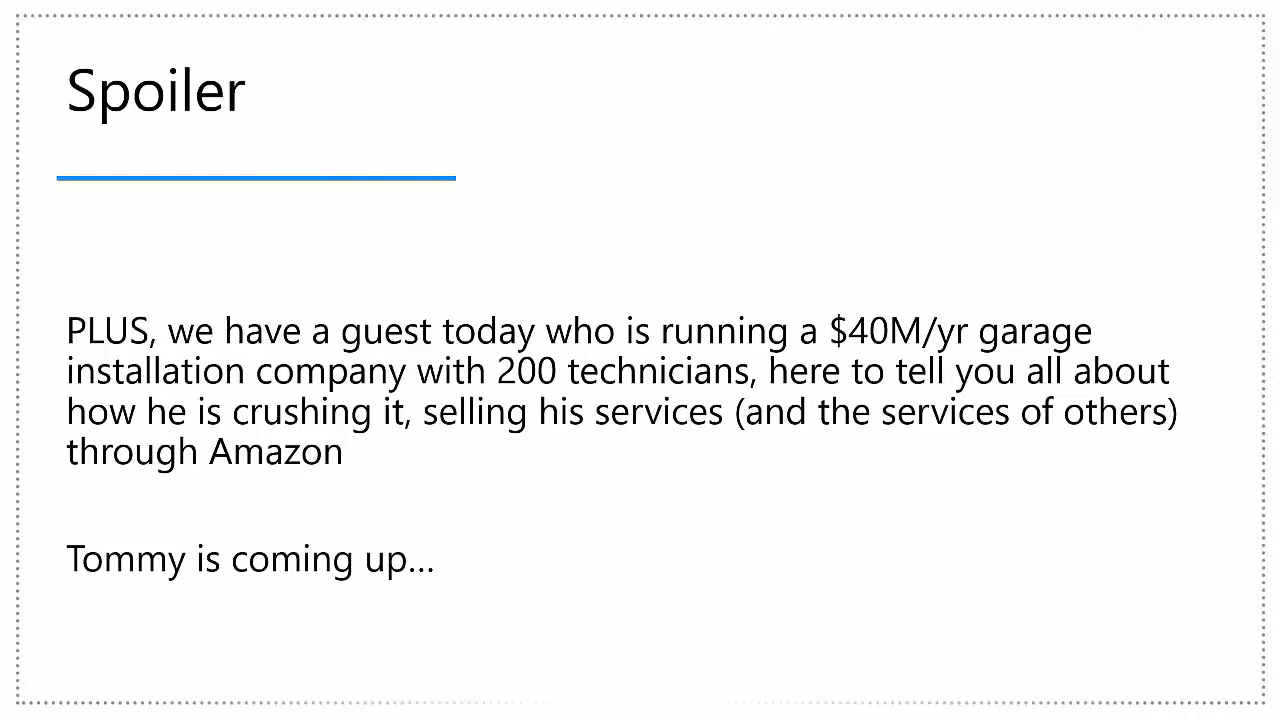 Spoiler
PLUS, we have a guest today who is running a $40M/yr garage
installation company with 200 technicians, here to tell you all about
how he is crushing it, selling his services (and the services of others)
through Amazon
Tommy is coming up...